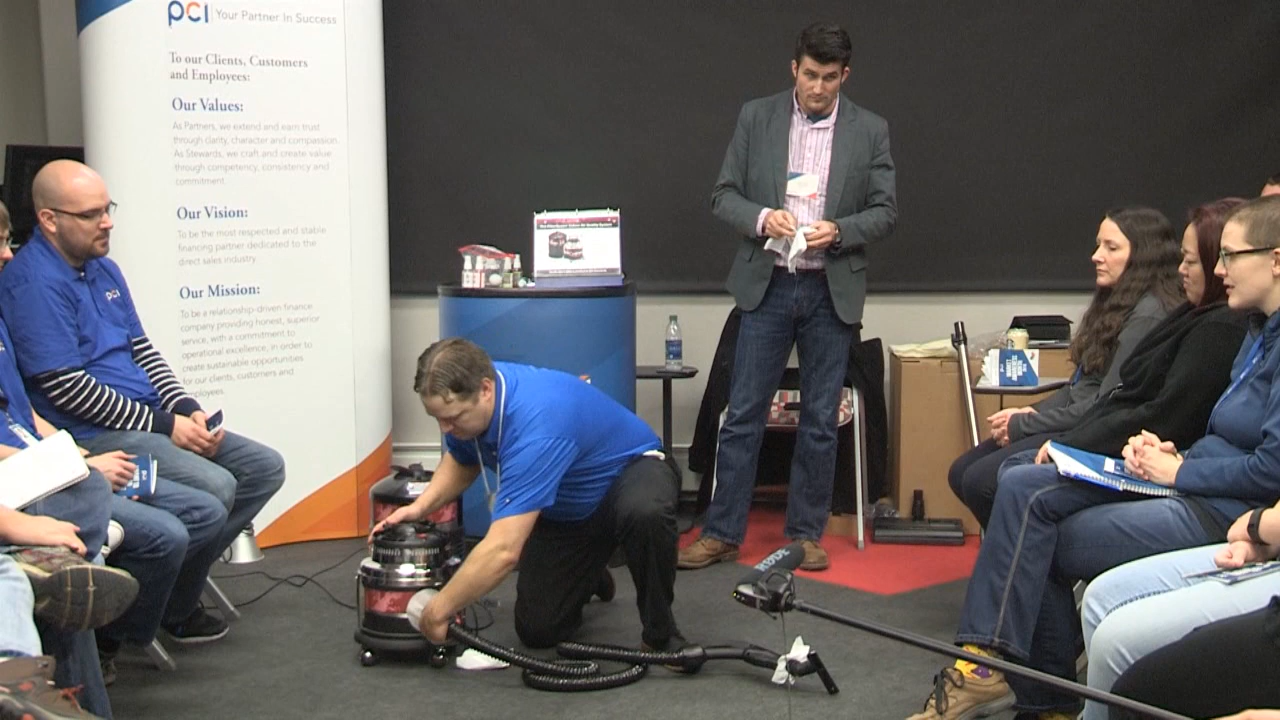 pci Your Partner In Success
To our Clients, Customers
and Employees:
Our Values:
As Partners, we extend and earn trust
through clarity, character and compassion.
As Stewards, we craft and create value
through competency, consistency and
commitment.
Our Vision:
To be the most respected and stable
financing partner dedicated to the
direct sales industry.
Our Mission:
To be a relationship-driven finance
company providing honest, superior
service, with a commitment to
operational excellence, in order to
create sustainable opportunities
for our clients, customers and
employees.
pci
RØDE